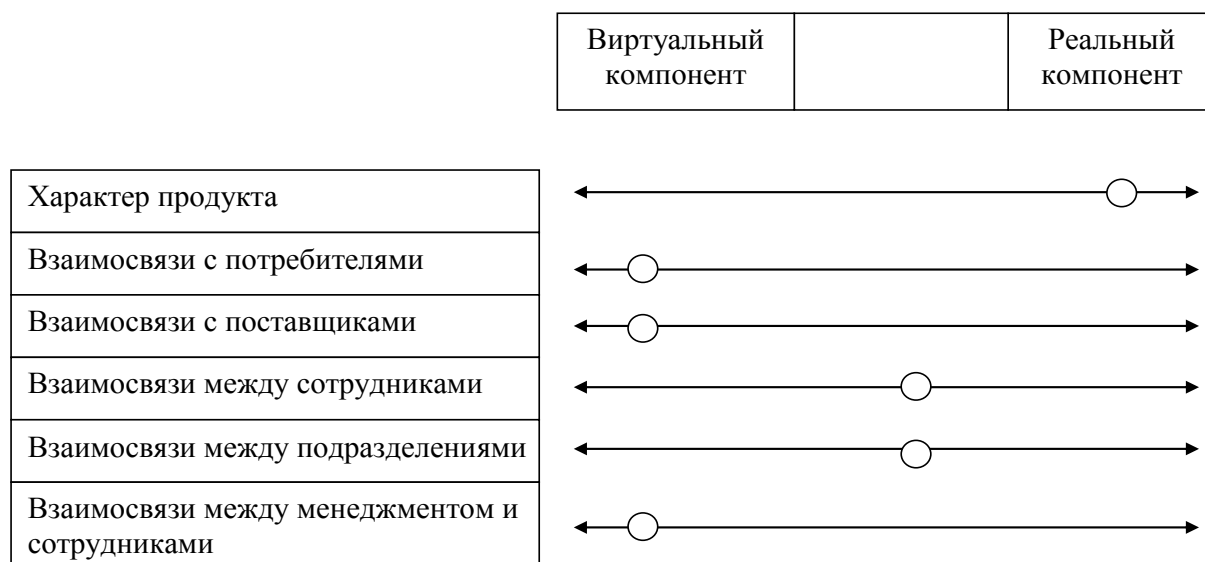 Виртуальный
компонент
Реальный
компонент
Характер продукта
Взаимосвязи с потребителями
Взаимосвязи с поставщиками
Взаимосвязи между сотрудниками
Взаимосвязи между подразделениями
Взаимосвязи между менеджментом и
сотрудниками